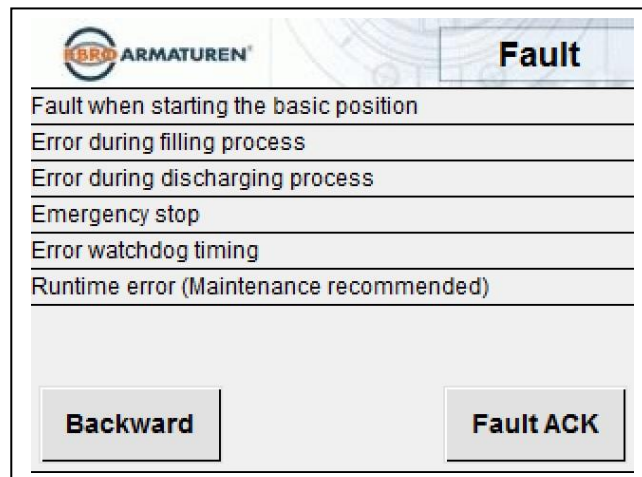 EBRO ARMATUREN®
Fault
Fault when starting the basic position
Error during filling process
Error during discharging process
Emergency stop
Error watchdog timing
Runtime error (Maintenance recommended)
Backward
Fault ACK